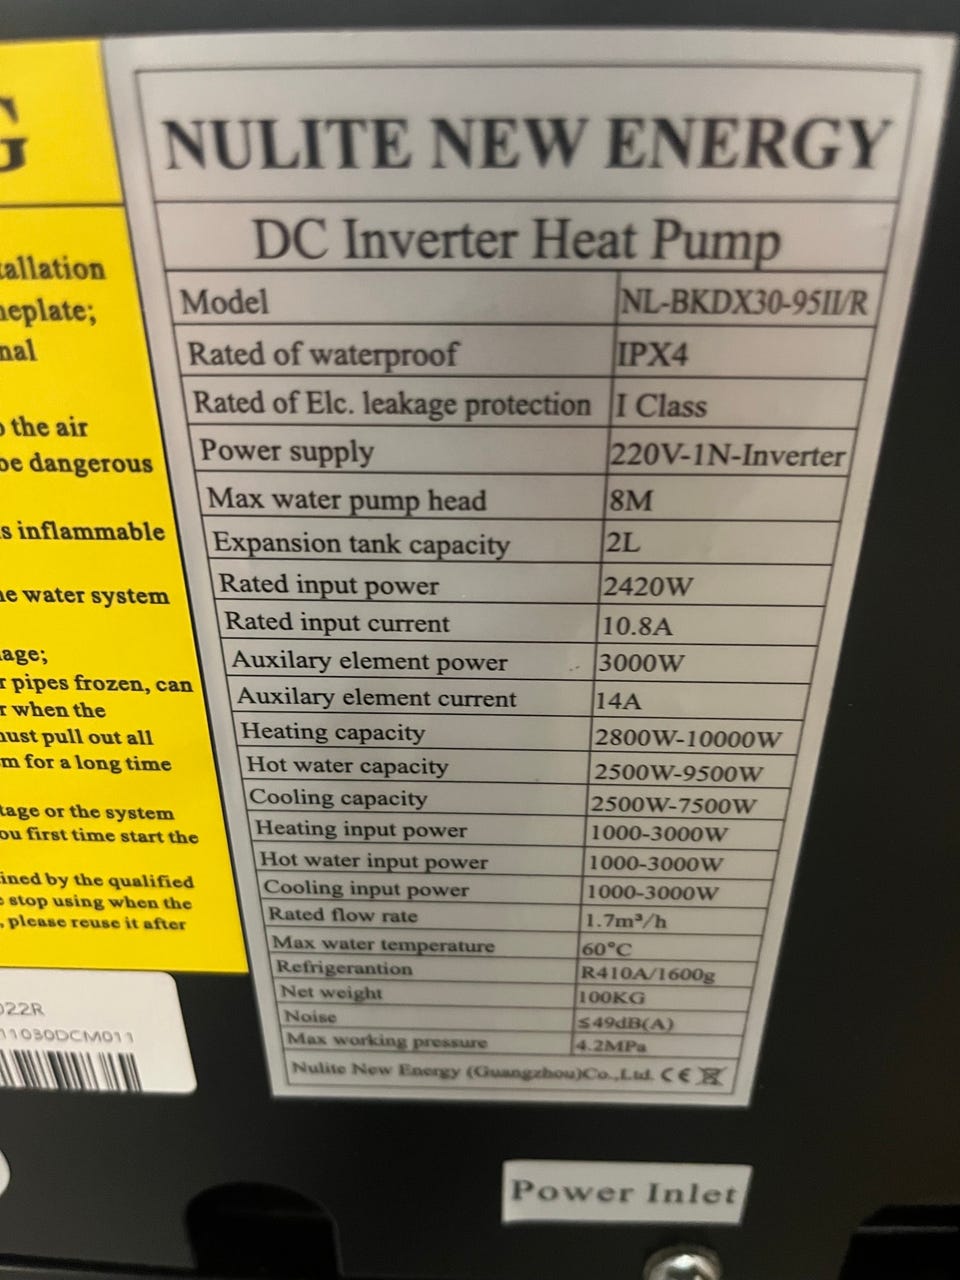 G
tallation
neplate;
nal
o the air
be dangerous
s inflammable
he water system
age;
r pipes frozen, can
r when the
nust pull out all
m for a long time
tage or the system
ou first time start the
ined by the qualified
e stop using when the
, please reuse it after
022R
11030DCM011
NULITE NEW ENERGY
DC Inverter Heat Pump
Model NL-BKDX30-95II/R
Rated of waterproof IPX4
Rated of Elc. leakage protection I Class
Power supply 220V-1N-Inverter
Max water pump head 8M
Expansion tank capacity 2L
Rated input power 2420W
Rated input current 10.8A
Auxilary element power 3000W
Auxilary element current 14A
Heating capacity 2800W-10000W
Hot water capacity 2500W-9500W
Cooling capacity 2500W-7500W
Heating input power 1000-3000W
Hot water input power 1000-3000W
Cooling input power 1000-3000W
Rated flow rate 1.7m³/h
Max water temperature 60°C
Refrigerantion R410A/1600g
Net weight 100KG
Noise ≤49dB(A)
Max working pressure 4.2MPa
Nulite New Energy (Guangzhou)Co.,Ltd. CE
Power Inlet